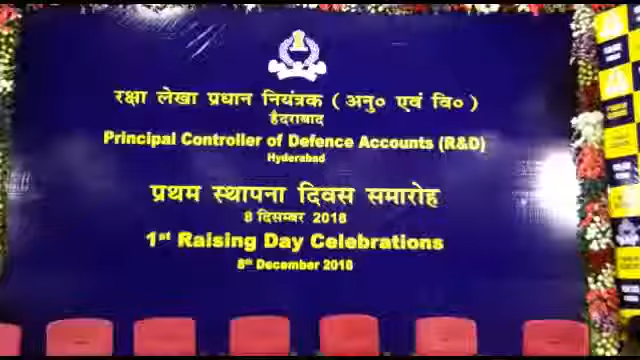 रक्षा लेखा प्रधान नियंत्रक ( अनु० एवं वि० )
हैदराबाद
Principal Controller of Defence Accounts (R&D)
Hyderabad
प्रथम स्थापना दिवस समारोह
8 दिसम्बर 2018
1st Raising Day Celebrations
8th December 2018